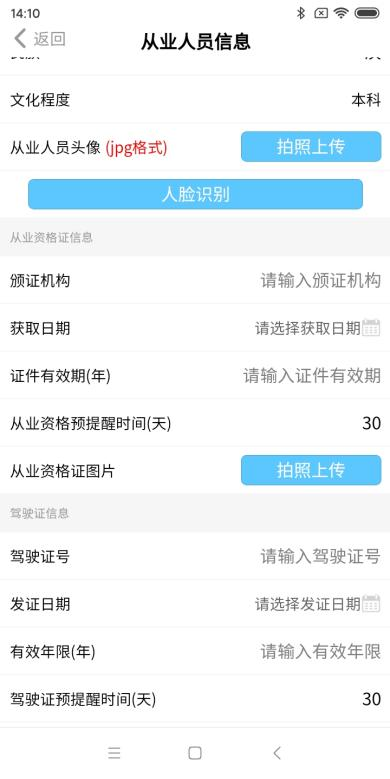 14:10
返回
从业人员信息
文化程度
本科
从业人员头像 (jpg格式)
拍照上传
人脸识别
从业资格证信息
颁证机构
请输入颁证机构
获取日期
请选择获取日期
证件有效期(年)
请输入证件有效期
从业资格预提醒时间(天)
30
从业资格证图片
拍照上传
驾驶证信息
驾驶证号
请输入驾驶证号
发证日期
请选择发证日期
有效年限(年)
请输入有效年限
驾驶证预提醒时间(天)
30